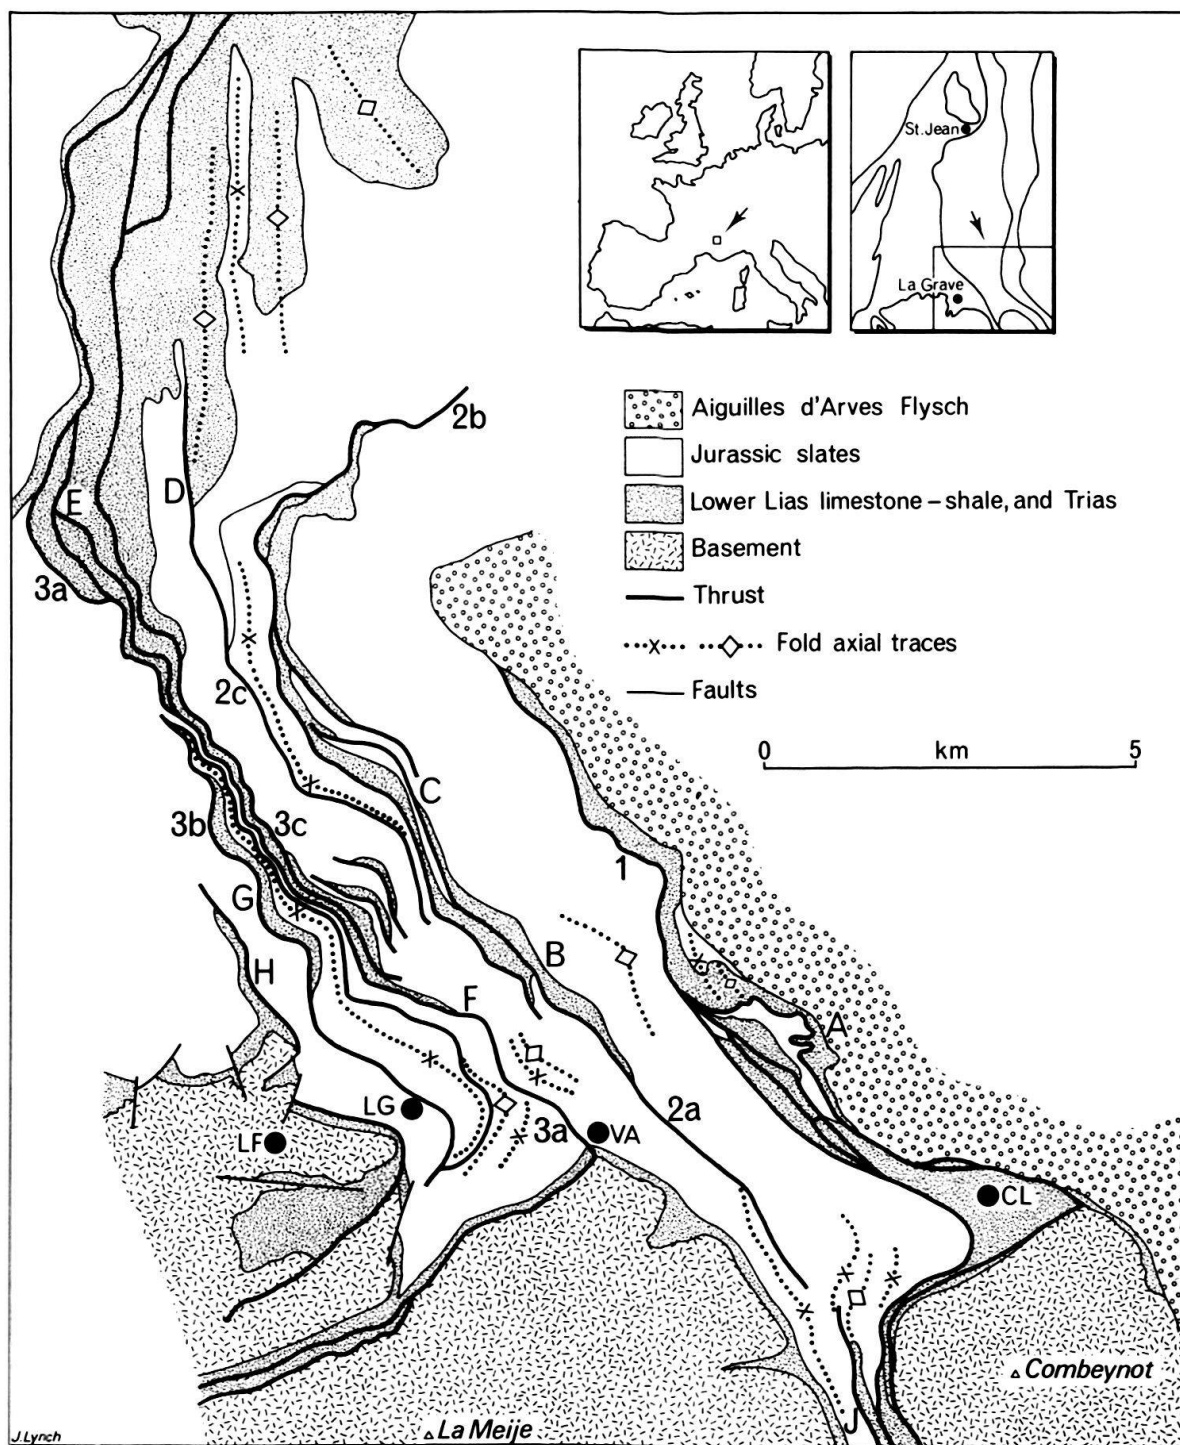 St. Jean
La Grave
2b
Aiguilles d'Arves Flysch
Jurassic slates
D
E
Lower Lias limestone – shale, and Trias
Basement
3a
Thrust
Fold axial traces
2c
Faults
0 km 5
C
3b
3c
1
G
B
H
F
A
LG
2a
3a
VA
LF
CL
Combeynot
J
La Meije
J.Lynch